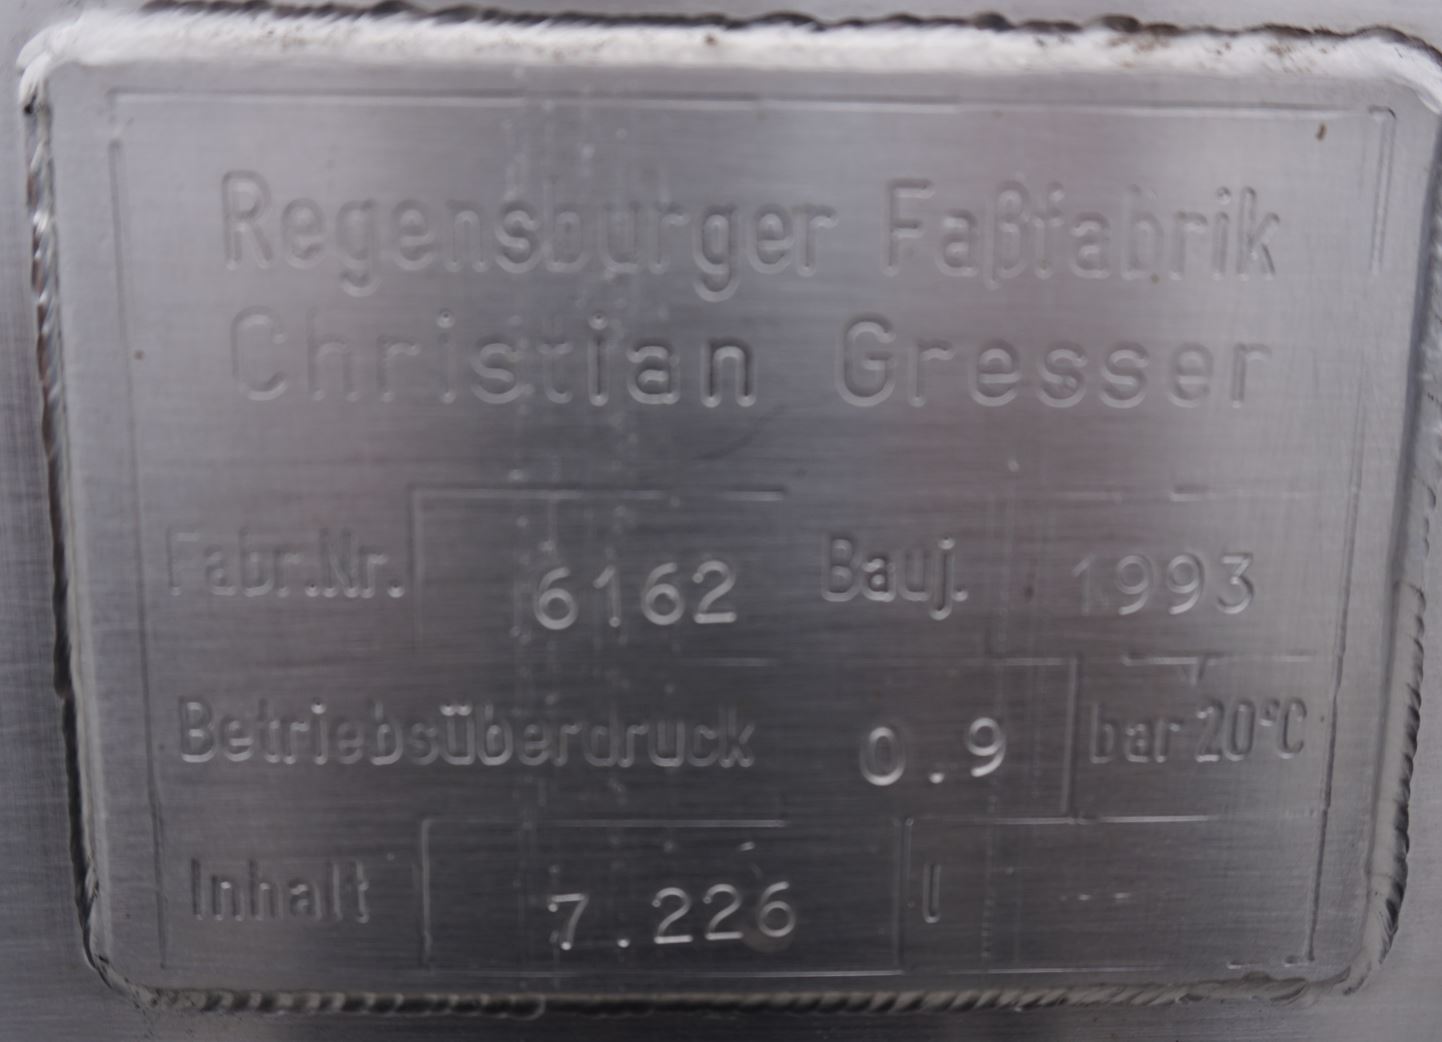 Regensburger Faßfabrik
Christian Gresser
Fabr.Nr. 6162 Bauj. 1993
Betriebsüberdruck 0.9 bar 20°C
Inhalt 7.226 l